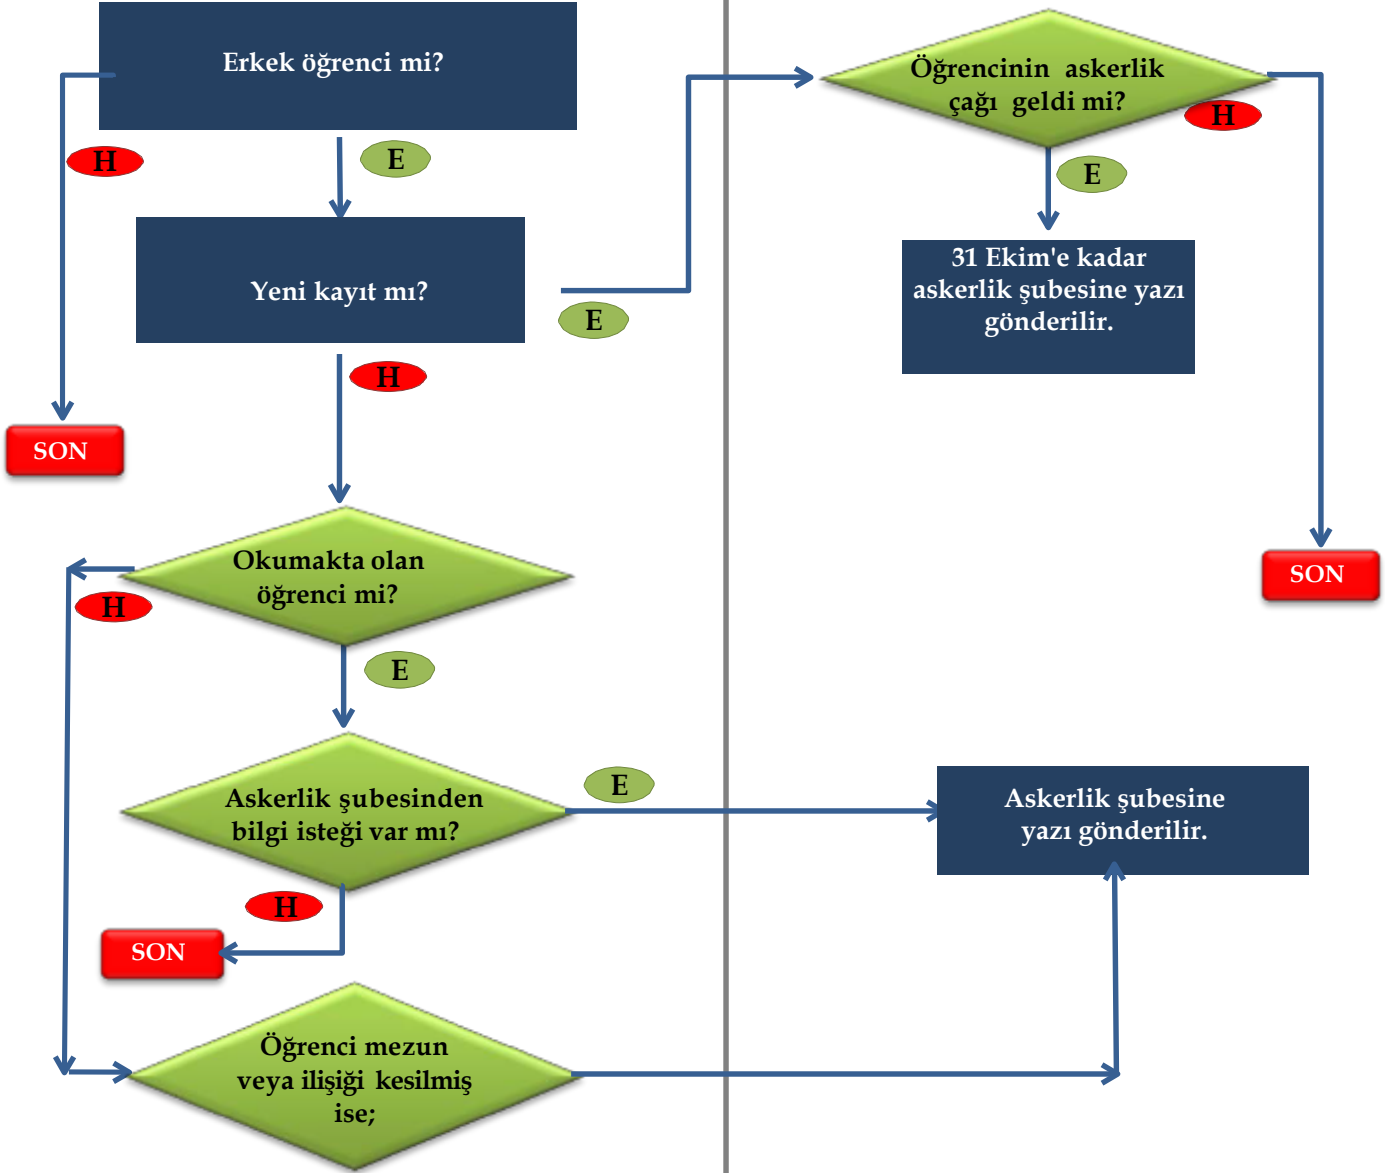 Erkek öğrenci mi?
H
E
Yeni kayıt mı?
E
H
SON
Okumakta olan
öğrenci mi?
H
E
Askerlik şubesinden
bilgi isteği var mı?
E
H
SON
Öğrenci mezun
veya ilişiği kesilmiş
ise;
Öğrencinin askerlik
çağı geldi mi?
H
E
31 Ekim'e kadar
askerlik şubesine yazı
gönderilir.
SON
Askerlik şubesine
yazı gönderilir.